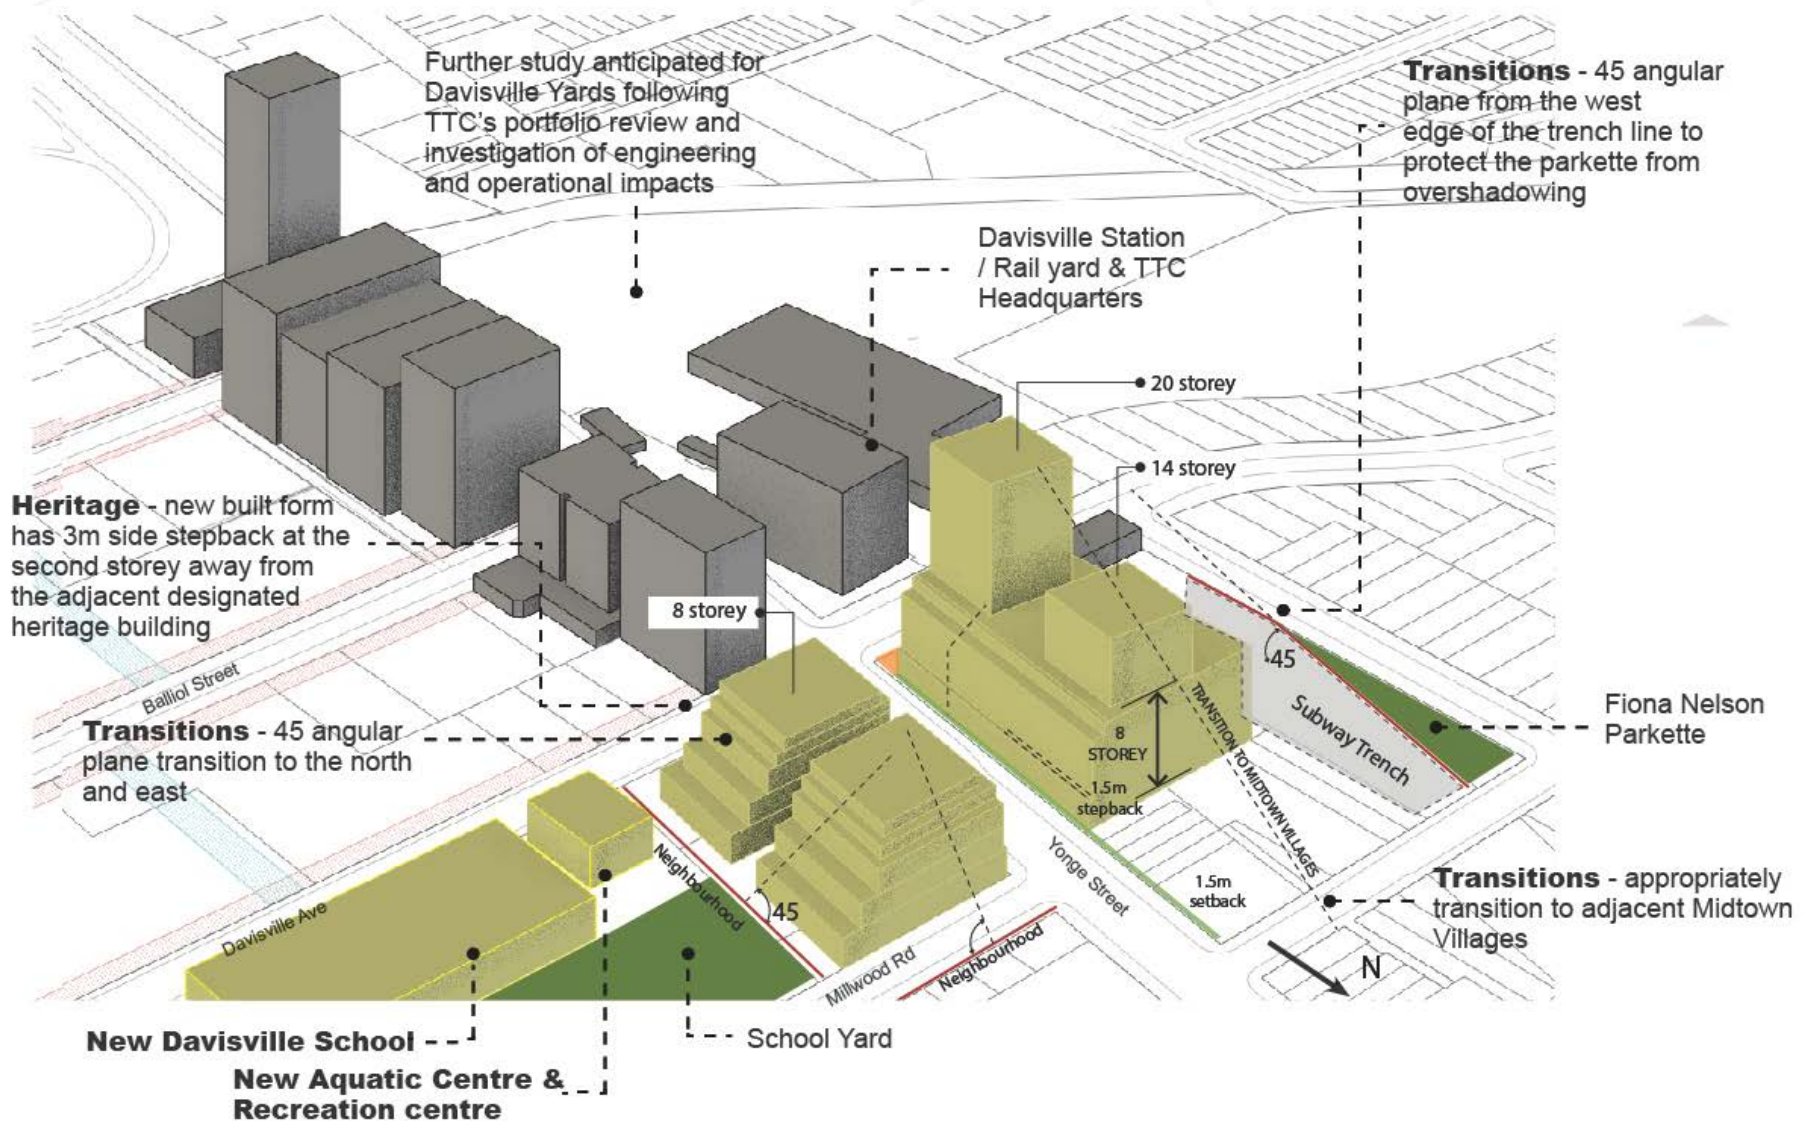 Further study anticipated for
Davisville Yards following
TTC's portfolio review and
investigation of engineering
and operational impacts
Transitions - 45 angular
plane from the west
edge of the trench line to
protect the parkette from
overshadowing
Davisville Station
/ Rail yard & TTC
Headquarters
20 storey
14 storey
Heritage - new built form
has 3m side stepback at the
second storey away from
the adjacent designated
heritage building
8 storey
45
Balliol Street
Subway Trench
Fiona Nelson
Parkette
TRANSITION TO MIDTOWN VILLAGES
Transitions - 45 angular
plane transition to the north
and east
8
STOREY
1.5m
stepback
Neighbourhood
Yonge Street
1.5m
setback
Transitions - appropriately
transition to adjacent Midtown
Villages
45
Davisville Ave
Millwood Rd
Neighbourhood
N
New Davisville School
School Yard
New Aquatic Centre &
Recreation centre